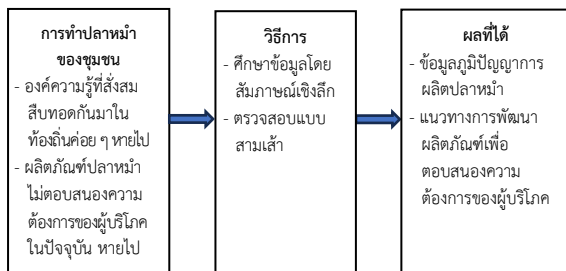 การทำปลาหมำ
ของชุมชน
- องค์ความรู้ที่สั่งสม
สืบทอดกันมาใน
ท้องถิ่นค่อย ๆ หายไป
- ผลิตภัณฑ์ปลาหมำ
ไม่ตอบสนองความ
ต้องการของผู้บริโภค
ในปัจจุบัน หายไป
วิธีการ
- ศึกษาข้อมูลโดย
สัมภาษณ์เชิงลึก
- ตรวจสอบแบบ
สามเส้า
ผลที่ได้
- ข้อมูลภูมิปัญญาการ
ผลิตปลาหมำ
- แนวทางการพัฒนา
ผลิตภัณฑ์เพื่อ
ตอบสนองความ
ต้องการของผู้บริโภค